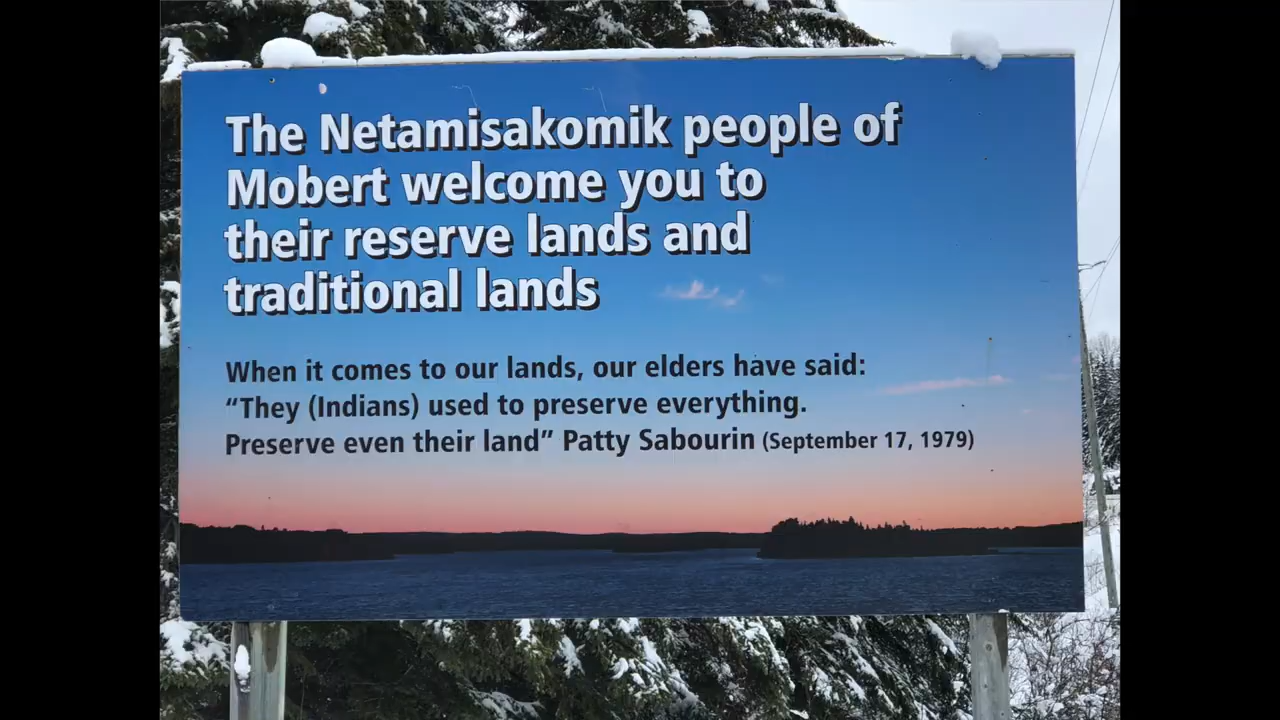 The Netamisakomik people of
Mobert welcome you to
their reserve lands and
traditional lands
When it comes to our lands, our elders have said:
“They (Indians) used to preserve everything.
Preserve even their land” Patty Sabourin (September 17, 1979)